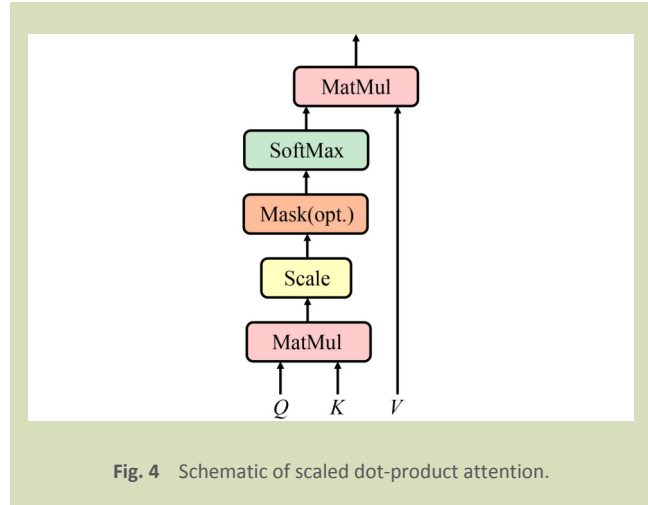 MatMul
SoftMax
Mask(opt.)
Scale
MatMul
Q K V
Fig. 4 Schematic of scaled dot-product attention.